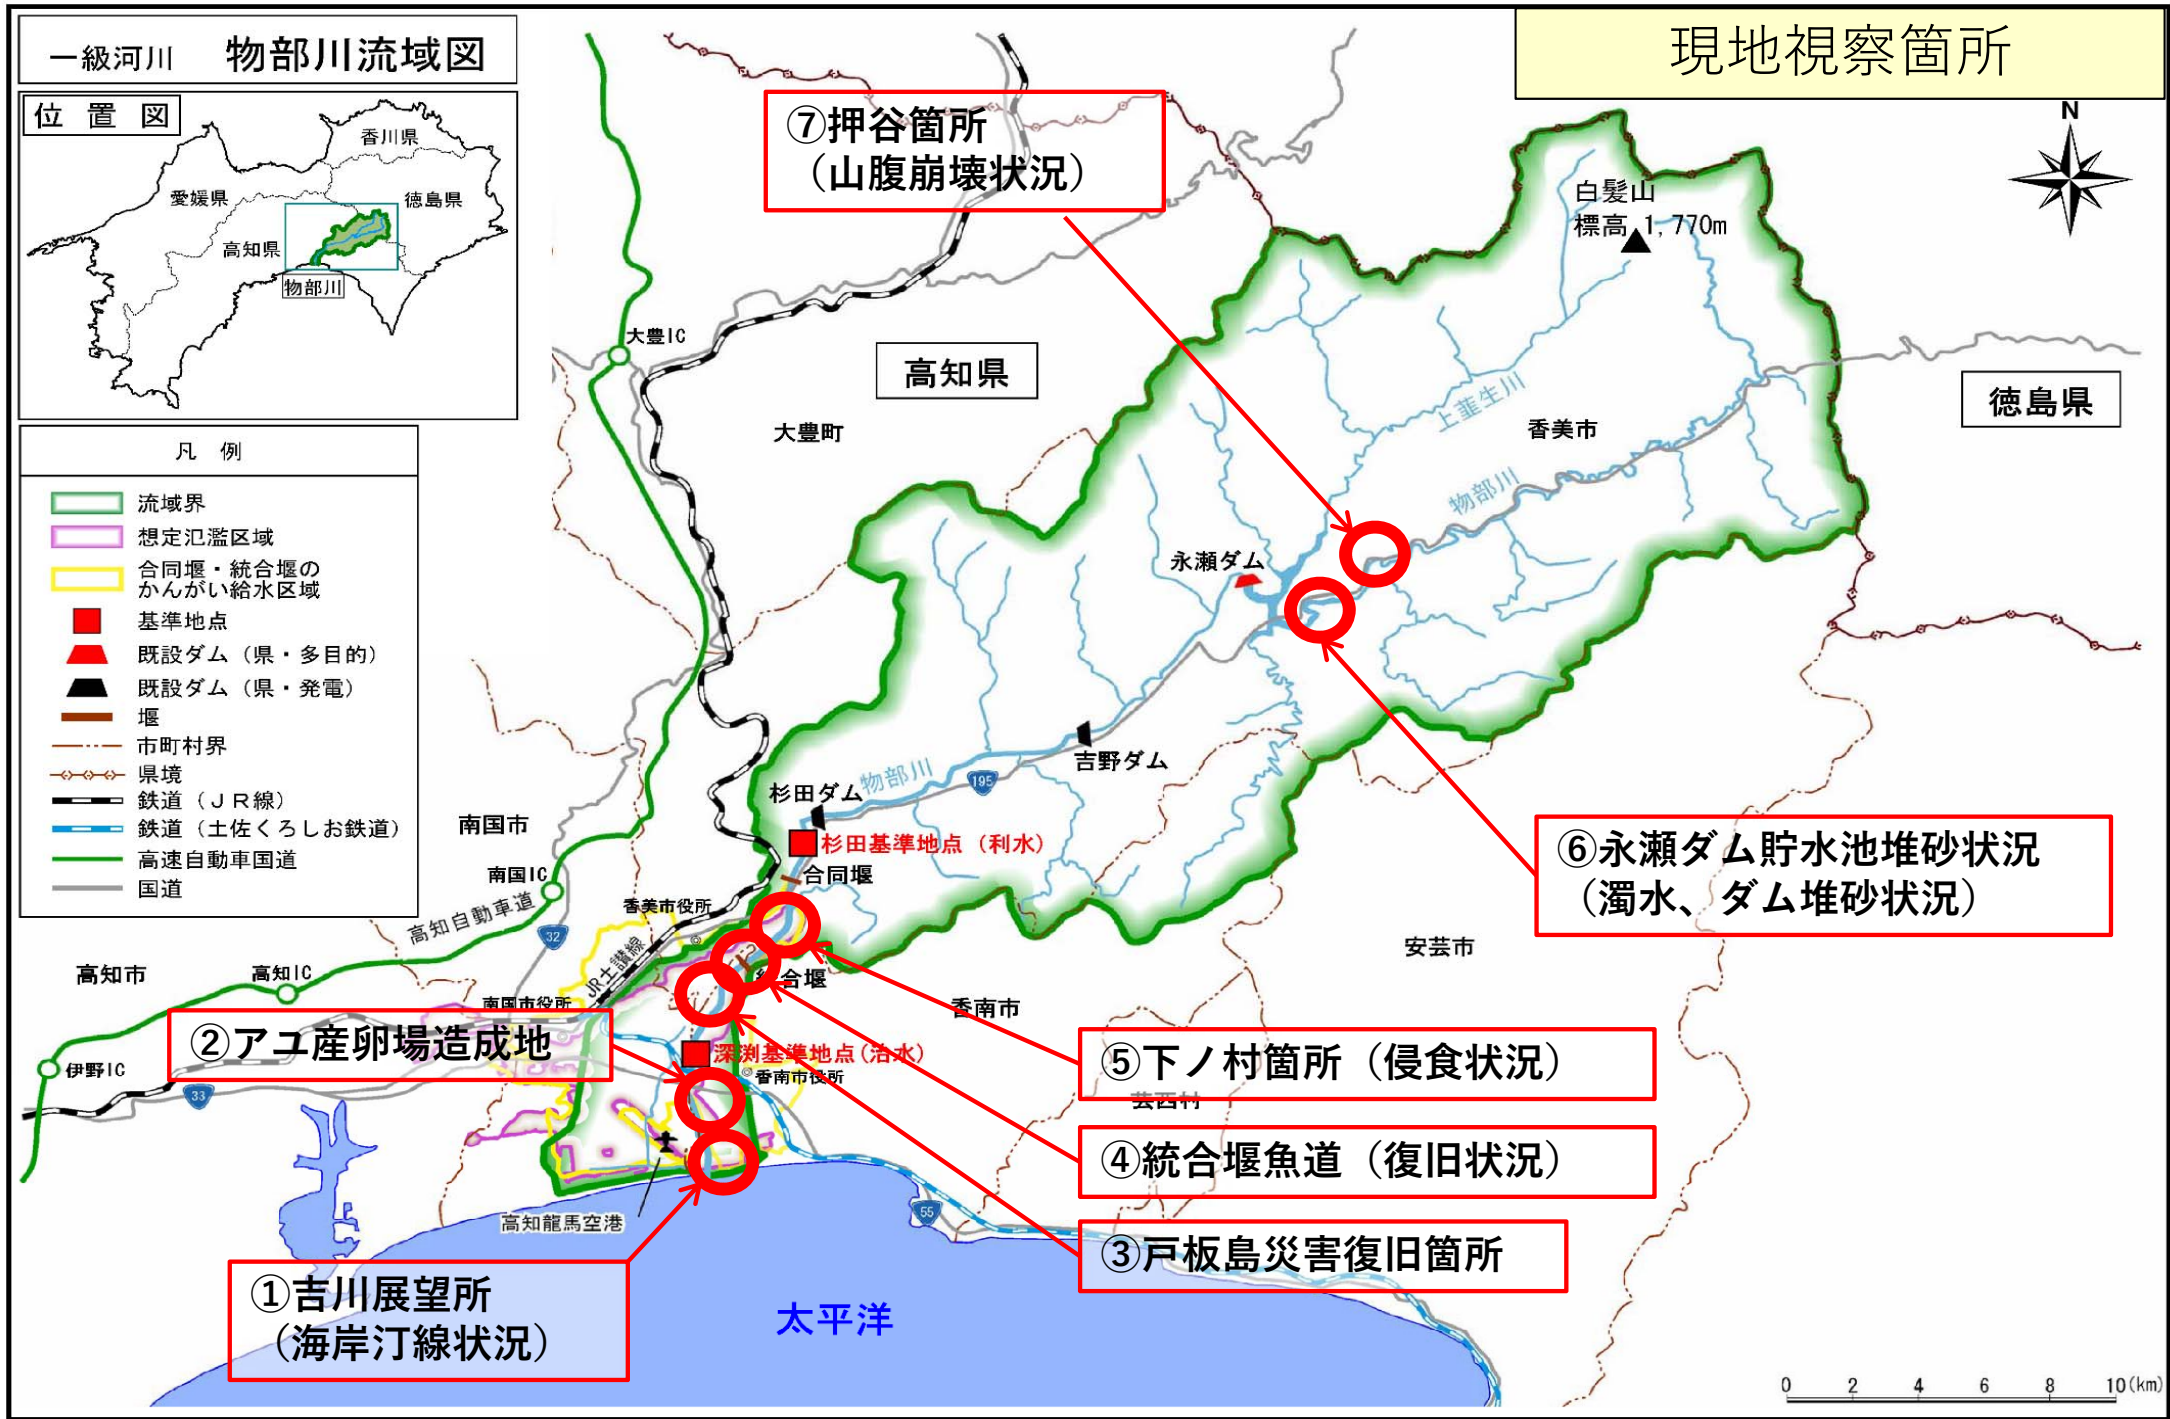 一級河川 物部川流域図
現地視察箇所
位置図
香川県
愛媛県
徳島県
高知県
物部川
凡例
流域界
想定氾濫区域
合同堰・統合堰の
かんがい給水区域
基準地点
既設ダム（県・多目的）
既設ダム（県・発電）
堰
市町村界
県境
鉄道（ＪＲ線）
鉄道（土佐くろしお鉄道）
高速自動車国道
国道
⑦押谷箇所
（山腹崩壊状況）
N
白髪山
標高 1,770m
大豊IC
高知県
徳島県
大豊町
上韮生川
香美市
物部川
永瀬ダム
吉野ダム
物部川
195
杉田ダム
杉田基準地点（利水）
合同堰
南国市
南国IC
香美市役所
高知自動車道
32
JR土讃線
高知市
高知IC
南国市役所
統合堰
香南市
安芸市
⑥永瀬ダム貯水池堆砂状況
（濁水、ダム堆砂状況）
②アユ産卵場造成地
深渕基準地点(治水)
香南市役所
伊野IC
33
⑤下ノ村箇所（侵食状況）
芸西村
④統合堰魚道（復旧状況）
③戸板島災害復旧箇所
高知龍馬空港
55
①吉川展望所
（海岸汀線状況）
太平洋
0 2 4 6 8 10(km)